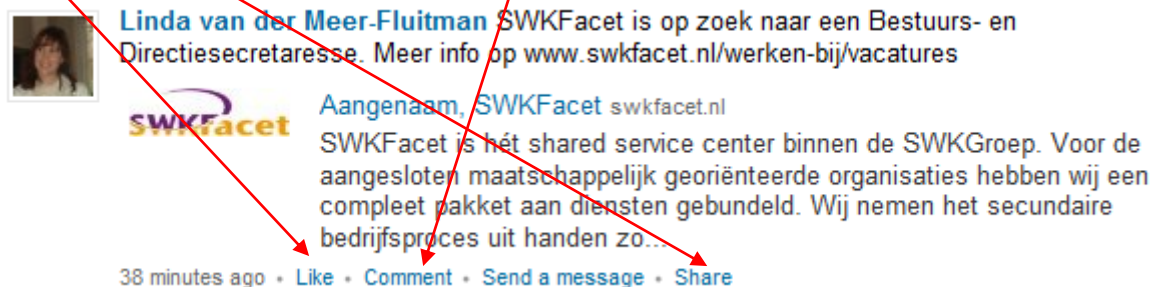 Linda van der Meer-Fluitman SWKFacet is op zoek naar een Bestuurs- en
Directiesecretaresse. Meer info op www.swkfacet.nl/werken-bij/vacatures
SWKFacet
Aangenaam, SWKFacet swkfacet.nl
SWKFacet is hét shared service center binnen de SWKGroep. Voor de
aangesloten maatschappelijk georiënteerde organisaties hebben wij een
compleet pakket aan diensten gebundeld. Wij nemen het secundaire
bedrijfsproces uit handen zo...
38 minutes ago • Like • Comment • Send a message • Share